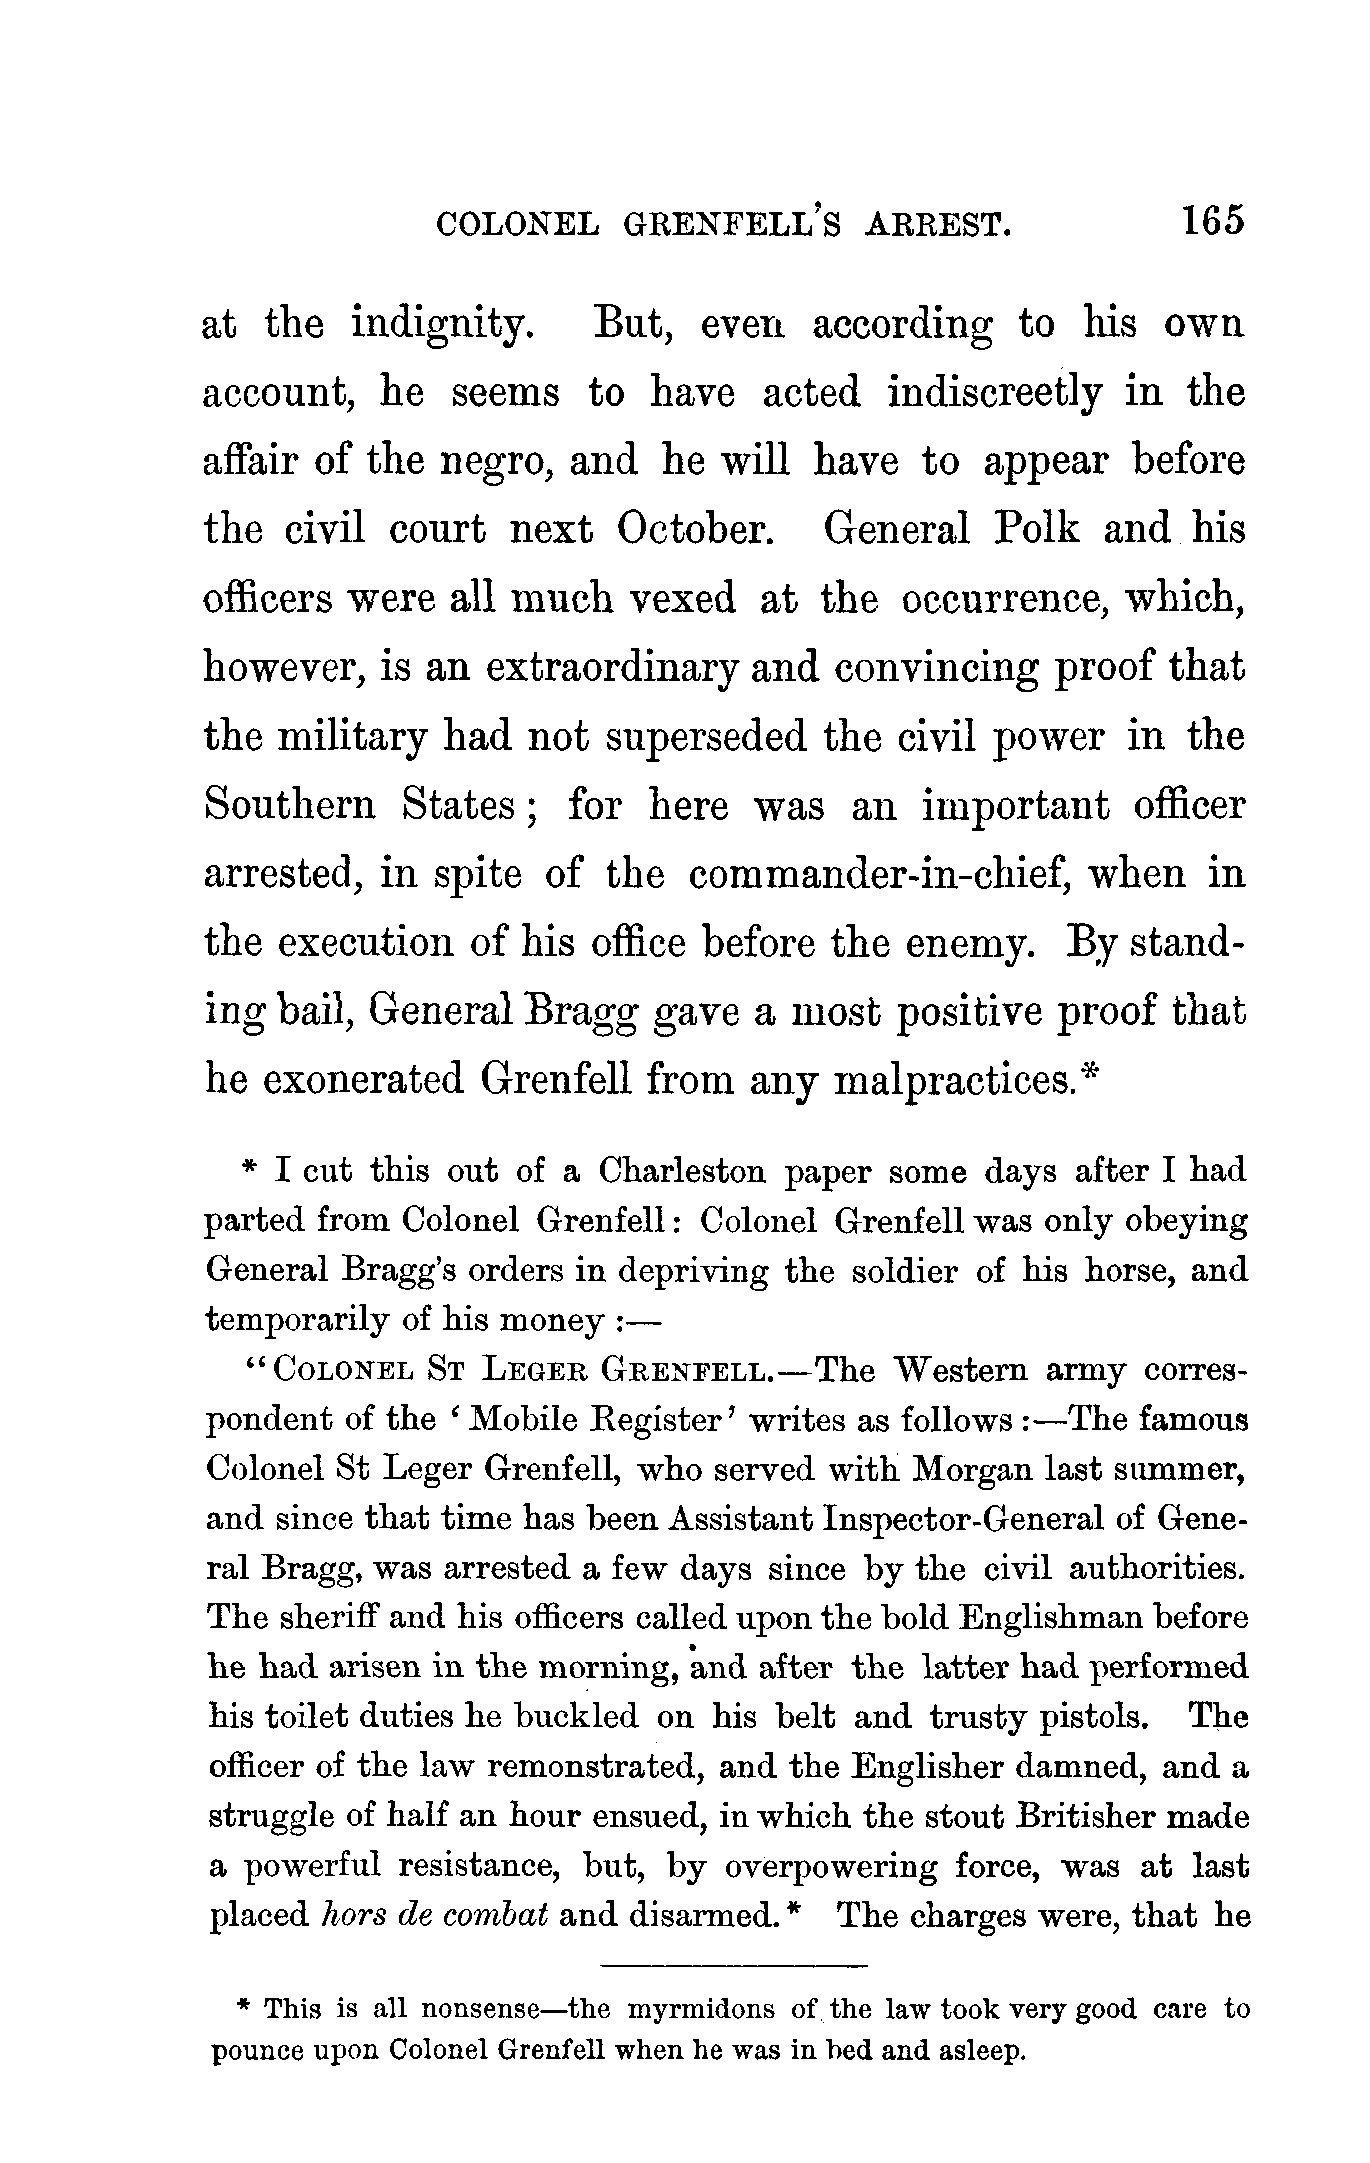 COLONEL GRENFELL'S ARREST. 165
at the indignity. But, even according to his own
account, he seems to have acted indiscreetly in the
affair of the negro, and he will have to appear before
the civil court next October. General Polk and his
officers were all much vexed at the occurrence, which,
however, is an extraordinary and convincing proof that
the military had not superseded the civil power in the
Southern States; for here was an important officer
arrested, in spite of the commander-in-chief, when in
the execution of his office before the enemy. By stand-
ing bail, General Bragg gave a most positive proof that
he exonerated Grenfell from any malpractices.*
* I cut this out of a Charleston paper some days after I had
parted from Colonel Grenfell: Colonel Grenfell was only obeying
General Bragg's orders in depriving the soldier of his horse, and
temporarily of his money :—
"COLONEL ST LEGER GRENFELL.—The Western army corres-
pondent of the 'Mobile Register' writes as follows:—The famous
Colonel St Leger Grenfell, who served with Morgan last summer,
and since that time has been Assistant Inspector-General of Gene-
ral Bragg, was arrested a few days since by the civil authorities.
The sheriff and his officers called upon the bold Englishman before
he had arisen in the morning, and after the latter had performed
his toilet duties he buckled on his belt and trusty pistols. The
officer of the law remonstrated, and the Englisher damned, and a
struggle of half an hour ensued, in which the stout Britisher made
a powerful resistance, but, by overpowering force, was at last
placed hors de combat and disarmed.* The charges were, that he
* This is all nonsense—the myrmidons of the law took very good care to
pounce upon Colonel Grenfell when he was in bed and asleep.